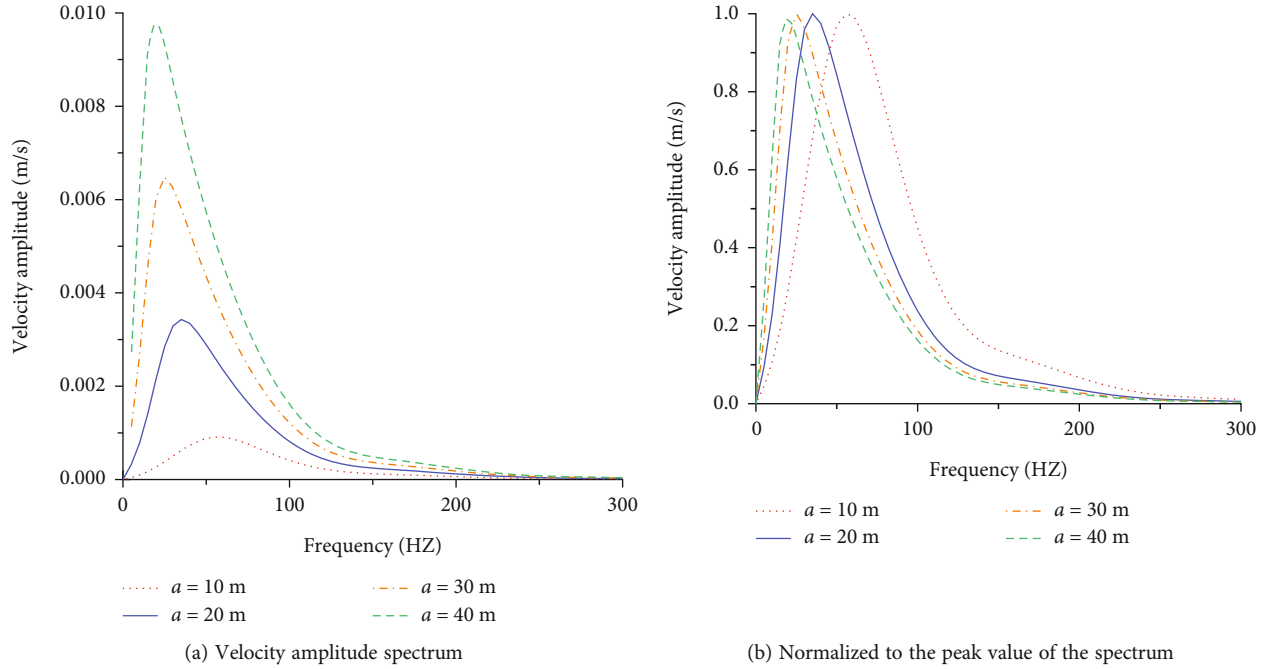 0.010
0.008
0.006
0.004
0.002
0.000
Velocity amplitude (m/s)
0
100
200
300
Frequency (HZ)
a = 10 m
a = 20 m
a = 30 m
a = 40 m
(a) Velocity amplitude spectrum
1.0
0.8
0.6
0.4
0.2
0.0
Velocity amplitude (m/s)
0
100
200
300
Frequency (HZ)
a = 10 m
a = 20 m
a = 30 m
a = 40 m
(b) Normalized to the peak value of the spectrum